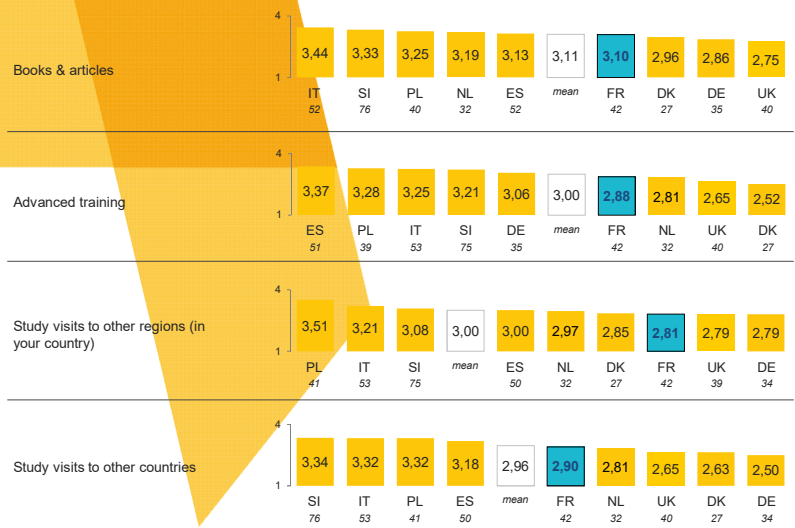 4
3,44 3,33 3,25 3,19 3,13 3,11 3,10 2,96 2,86 2,75
Books & articles
1
IT SI PL NL ES mean FR DK DE UK
52 76 40 32 52 42 27 35 40
4
3,37 3,28 3,25 3,21 3,06 3,00 2,88 2,81 2,65 2,52
Advanced training
1
ES PL IT SI DE mean FR NL UK DK
51 39 53 75 35 42 32 40 27
4
3,51 3,21 3,08 3,00 3,00 2,97 2,85 2,81 2,79 2,79
Study visits to other regions (in
your country)
1
PL IT SI mean ES NL DK FR UK DE
41 53 75 50 32 27 42 39 34
4
3,34 3,32 3,32 3,18 2,96 2,90 2,81 2,65 2,63 2,50
Study visits to other countries
1
SI IT PL ES mean FR NL UK DK DE
76 53 41 50 42 32 40 27 34